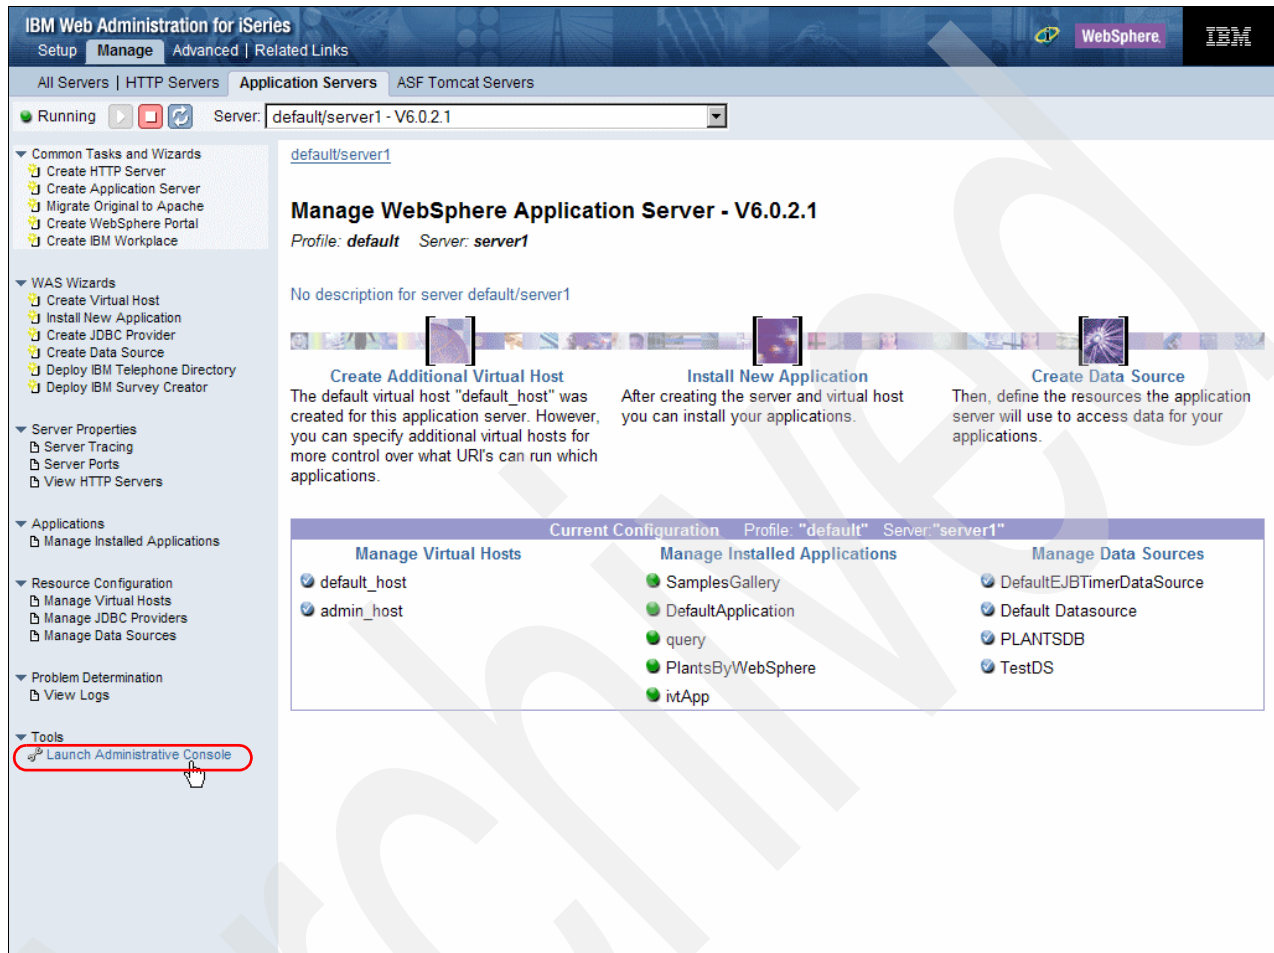 IBM Web Administration for iSeries
Setup Manage Advanced | Related Links
WebSphere.
IBM
All Servers | HTTP Servers Application Servers ASF Tomcat Servers
Running Server: default/server1 - V6.0.2.1
Common Tasks and Wizards
Create HTTP Server
Create Application Server
Migrate Original to Apache
Create WebSphere Portal
Create IBM Workplace
WAS Wizards
Create Virtual Host
Install New Application
Create JDBC Provider
Create Data Source
Deploy IBM Telephone Directory
Deploy IBM Survey Creator
Server Properties
Server Tracing
Server Ports
View HTTP Servers
Applications
Manage Installed Applications
Resource Configuration
Manage Virtual Hosts
Manage JDBC Providers
Manage Data Sources
Problem Determination
View Logs
Tools
Launch Administrative Console
default/server1
Manage WebSphere Application Server - V6.0.2.1
Profile: default Server: server1
No description for server default/server1
Create Additional Virtual Host
The default virtual host "default_host" was
created for this application server. However,
you can specify additional virtual hosts for
more control over what URI's can run which
applications.
Install New Application
After creating the server and virtual host
you can install your applications.
Create Data Source
Then, define the resources the application
server will use to access data for your
applications.
Current Configuration Profile: "default" Server:"server1"
Manage Virtual Hosts
default_host
admin_host
Manage Installed Applications
SamplesGallery
DefaultApplication
query
PlantsByWebSphere
ivtApp
Manage Data Sources
DefaultEJBTimerDataSource
Default Datasource
PLANTSDB
TestDS
Archived